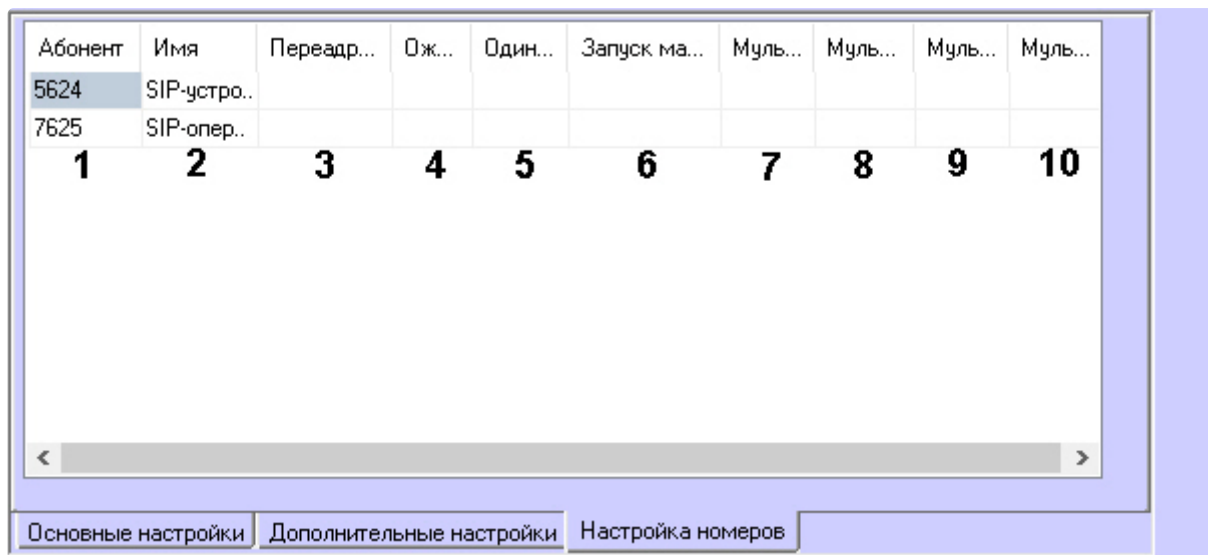 Абонент Имя Переадр... Ож... Один... Запуск ма... Муль... Муль... Муль... Муль...
5624 SIP-устро..
7625 SIP-опер..
1 2 3 4 5 6 7 8 9 10
Основные настройки Дополнительные настройки Настройка номеров